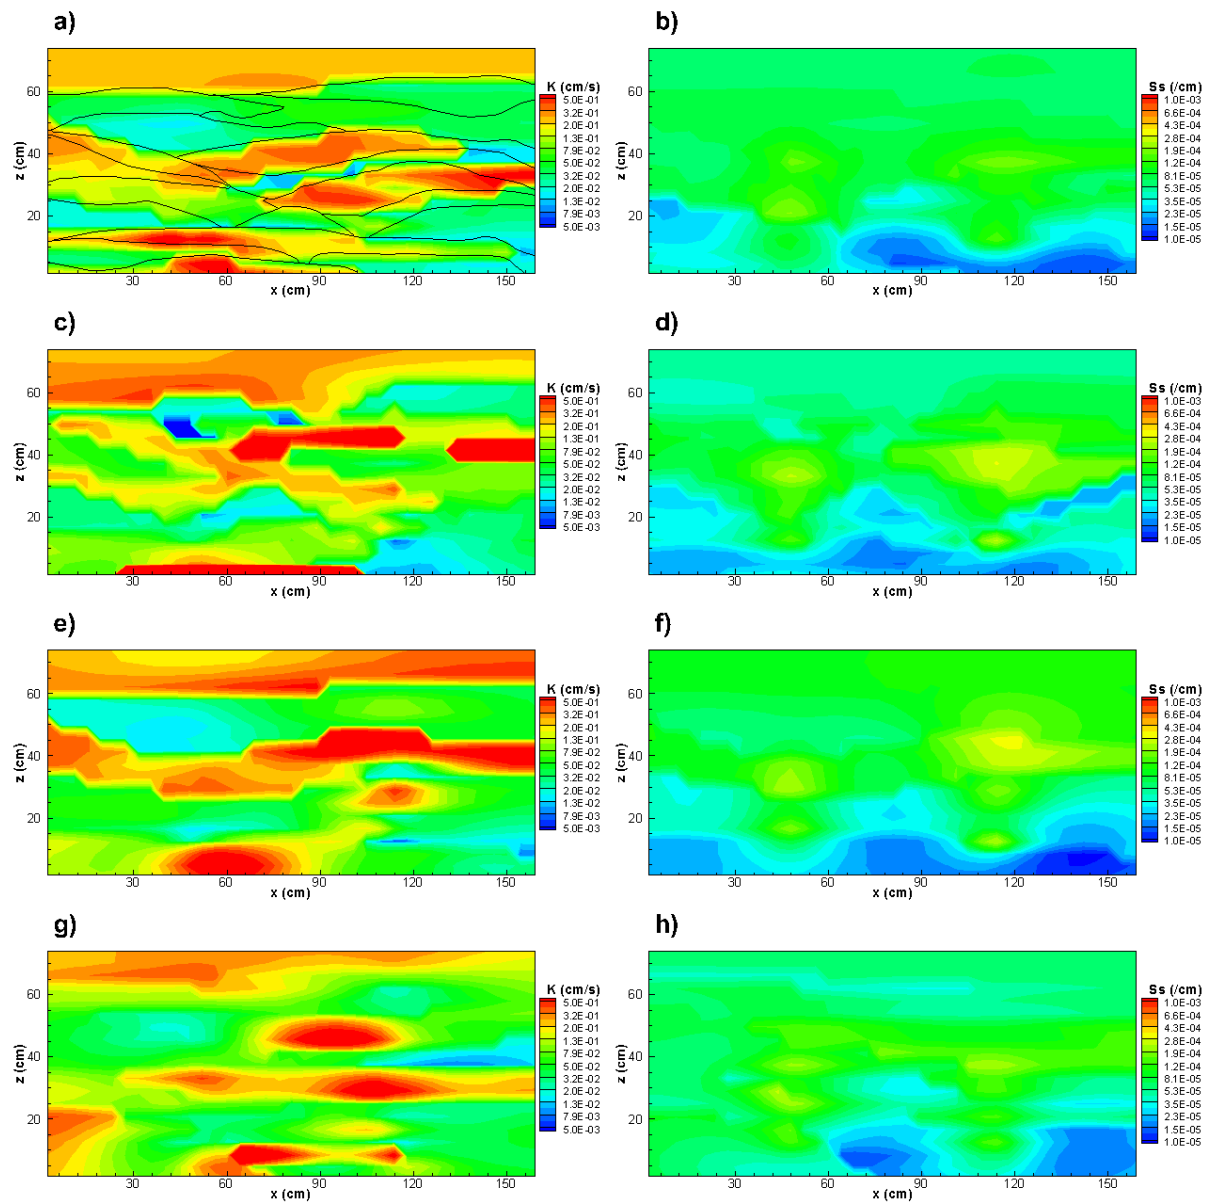 a)
K (cm/s)
5.0E-01
3.2E-01
2.0E-01
1.3E-01
7.9E-02
5.0E-02
3.2E-02
2.0E-02
1.3E-02
7.9E-03
5.0E-03
z (cm)
60
40
20
30
60
90
120
150
x (cm)
b)
Ss (/cm)
1.0E-03
6.6E-04
4.3E-04
2.8E-04
1.9E-04
1.2E-04
8.1E-05
5.3E-05
3.5E-05
2.3E-05
1.5E-05
1.0E-05
z (cm)
60
40
20
30
60
90
120
150
x (cm)
c)
K (cm/s)
5.0E-01
3.2E-01
2.0E-01
1.3E-01
7.9E-02
5.0E-02
3.2E-02
2.0E-02
1.3E-02
7.9E-03
5.0E-03
z (cm)
60
40
20
30
60
90
120
150
x (cm)
d)
Ss (/cm)
1.0E-03
6.6E-04
4.3E-04
2.8E-04
1.9E-04
1.2E-04
8.1E-05
5.3E-05
3.5E-05
2.3E-05
1.5E-05
1.0E-05
z (cm)
60
40
20
30
60
90
120
150
x (cm)
e)
K (cm/s)
5.0E-01
3.2E-01
2.0E-01
1.3E-01
7.9E-02
5.0E-02
3.2E-02
2.0E-02
1.3E-02
7.9E-03
5.0E-03
z (cm)
60
40
20
30
60
90
120
150
x (cm)
f)
Ss (/cm)
1.0E-03
6.6E-04
4.3E-04
2.8E-04
1.9E-04
1.2E-04
8.1E-05
5.3E-05
3.5E-05
2.3E-05
1.5E-05
1.0E-05
z (cm)
60
40
20
30
60
90
120
150
x (cm)
g)
K (cm/s)
5.0E-01
3.2E-01
2.0E-01
1.3E-01
7.9E-02
5.0E-02
3.2E-02
2.0E-02
1.3E-02
7.9E-03
5.0E-03
z (cm)
60
40
20
30
60
90
120
150
x (cm)
h)
Ss (/cm)
1.0E-03
6.6E-04
4.3E-04
2.8E-04
1.9E-04
1.2E-04
8.1E-05
5.3E-05
3.5E-05
2.3E-05
1.5E-05
1.0E-05
z (cm)
60
40
20
30
60
90
120
150
x (cm)